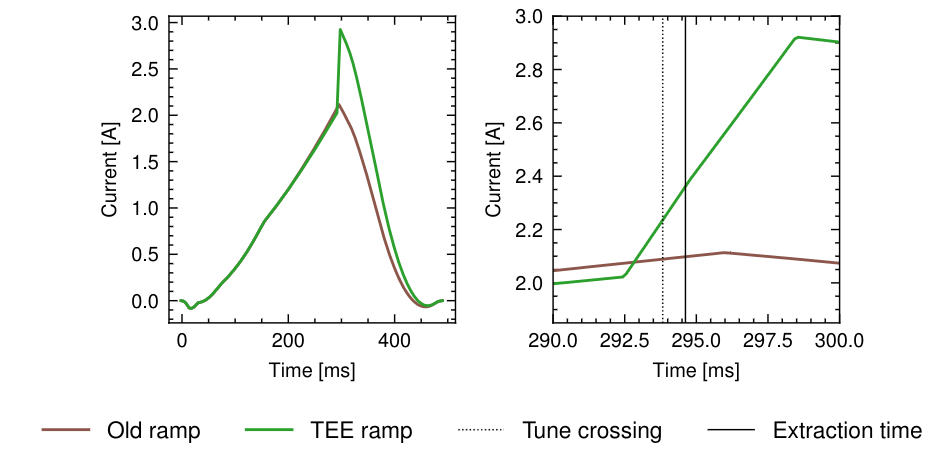 3.0
2.5
2.0
1.5
1.0
0.5
0.0
Current [A]
0 200 400
Time [ms]
3.0
2.8
2.6
2.4
2.2
2.0
Current [A]
290.0 292.5 295.0 297.5 300.0
Time [ms]
Old ramp TEE ramp Tune crossing Extraction time